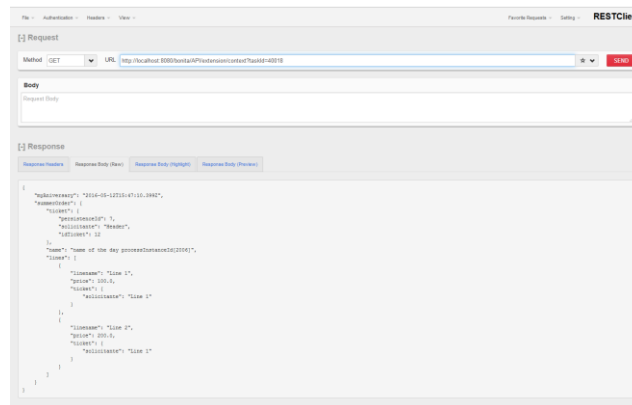 File Authentication Headers View Favorite Requests Setting RESTClie
[-] Request
Method GET URL http://localhost:8080/bonita/API/extension/context?taskId=40018 SEND
Body
Request Body
[-] Response
Response Headers Response Body (Raw) Response Body (Highlight) Response Body (Preview)
{
"myAniversary": "2016-05-12T10:47:10.399Z",
"summerOrder": {
"ticket": {
"persistenceId": 7,
"solicitante": "Header",
"idTicket": 12
},
"name": "name of the day processInstanceId[2006]",
"lines": [
{
"linename": "Line 1",
"price": 100.0,
"ticket": {
"solicitante": "Line 1"
}
},
{
"linename": "Line 2",
"price": 200.0,
"ticket": {
"solicitante": "Line 1"
}
}
]
}
}